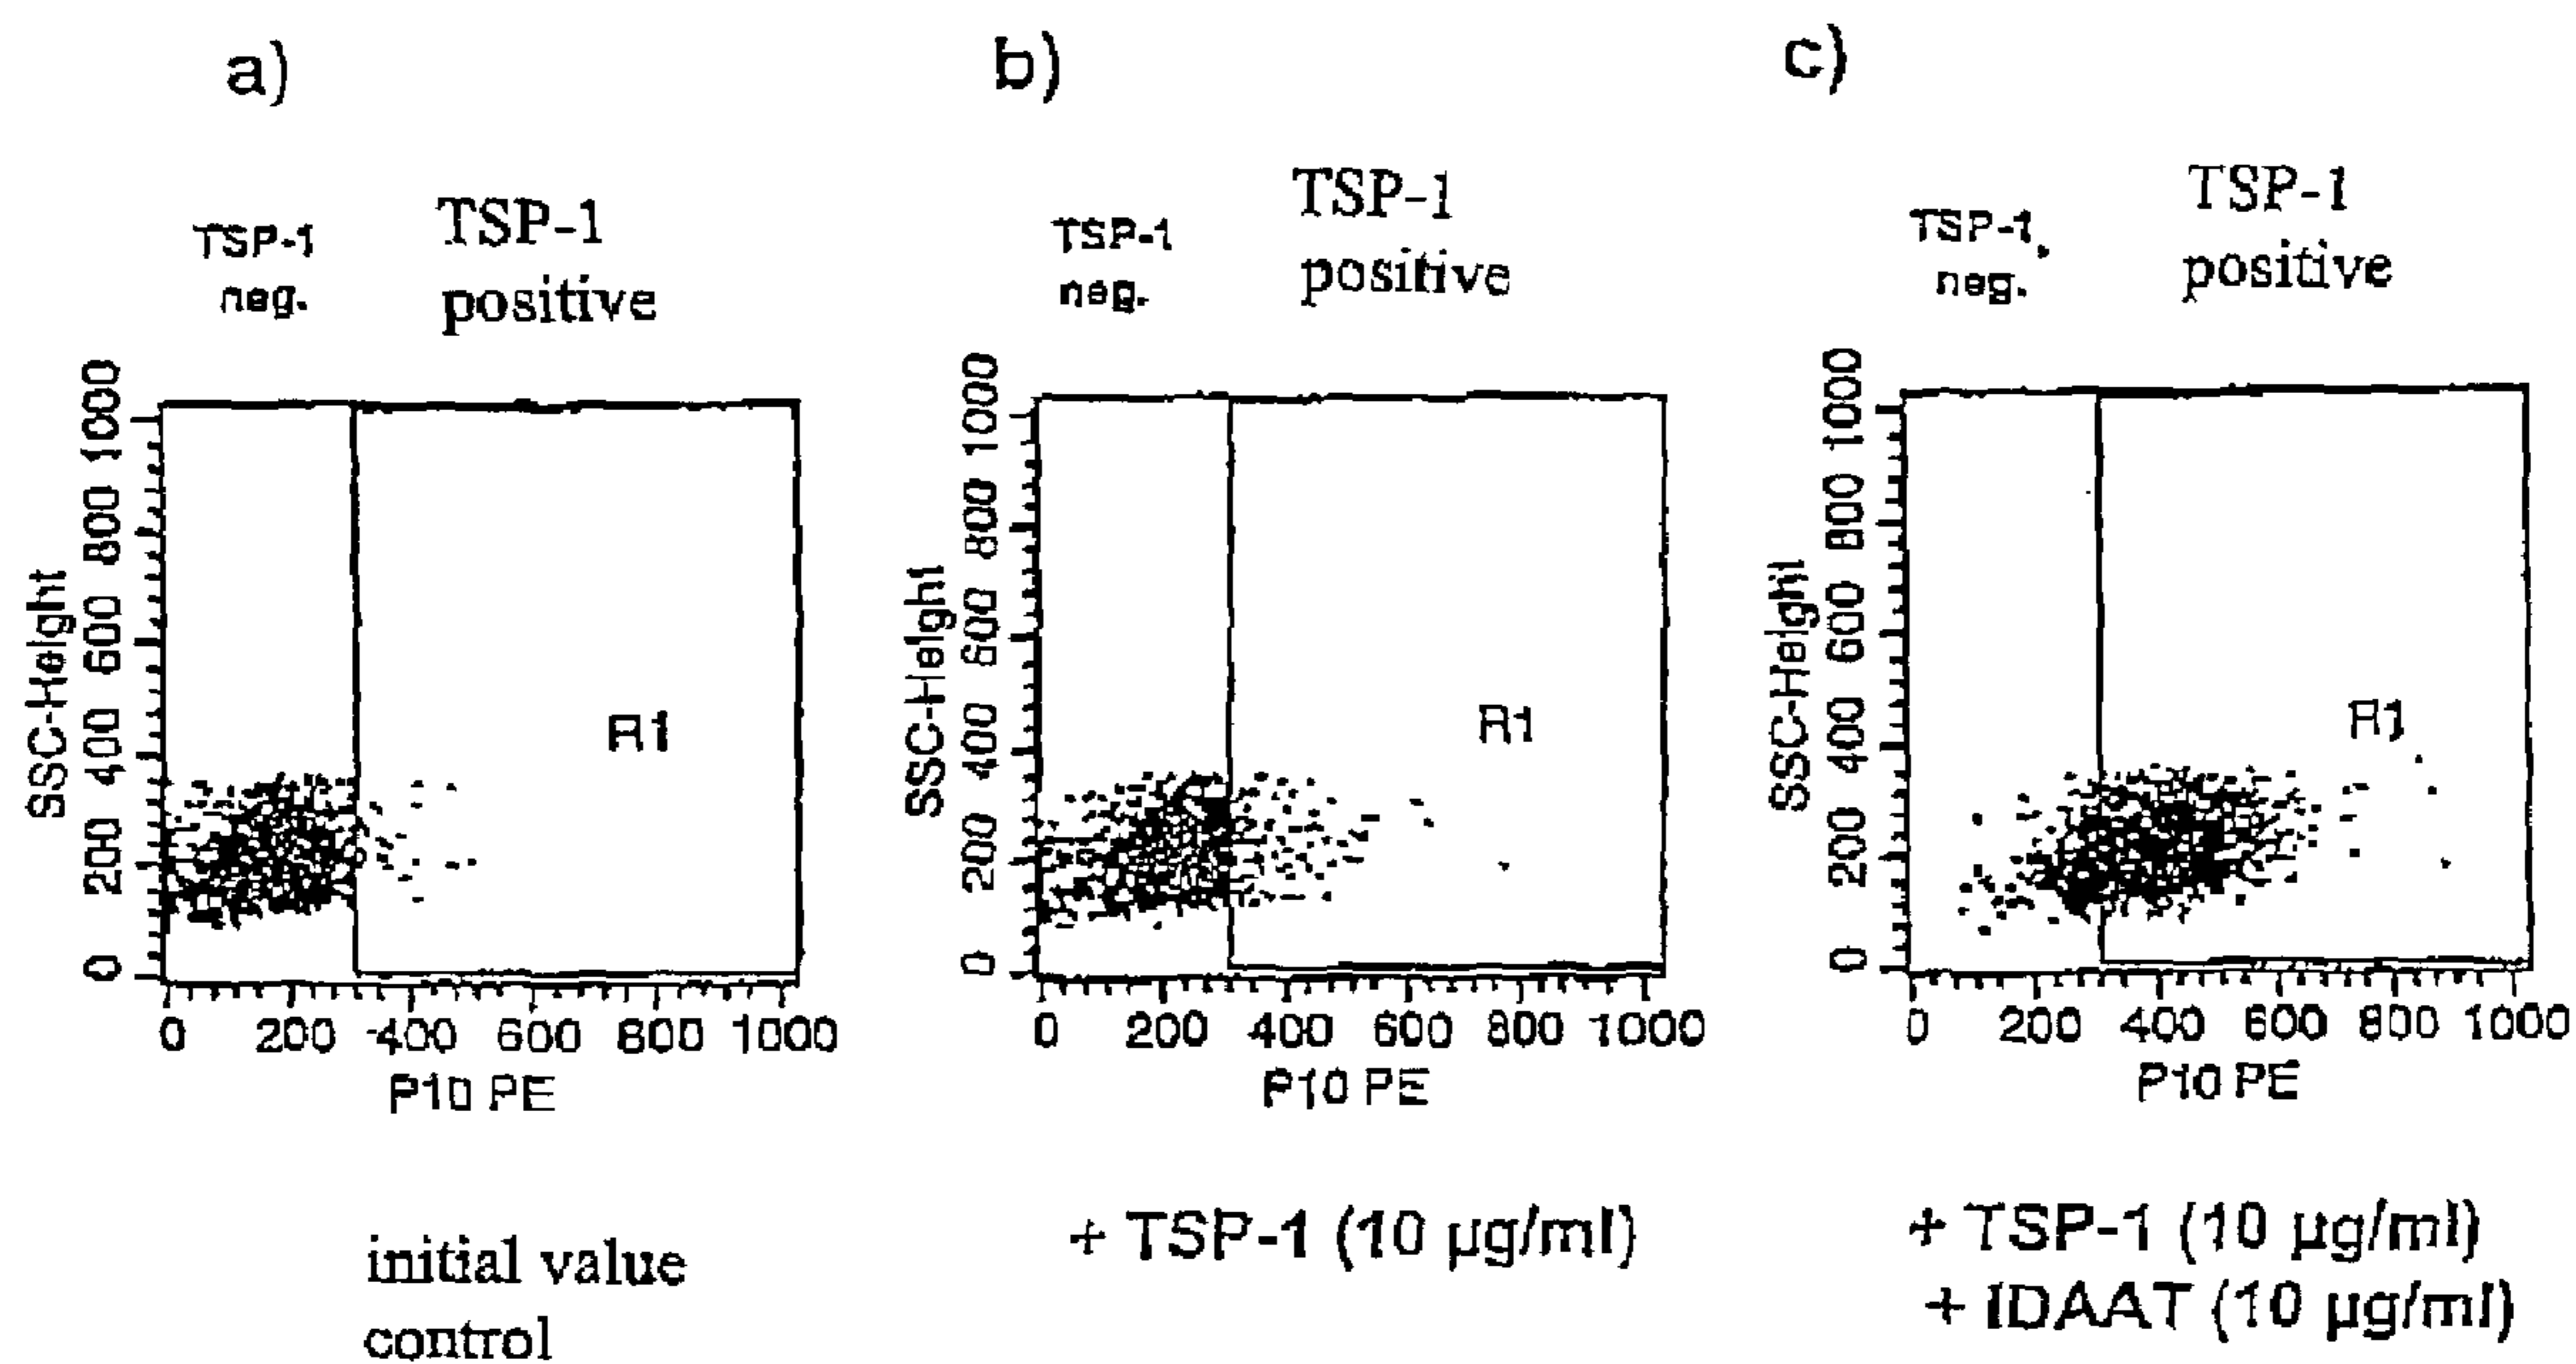 a)
b)
c)
TSP-1
neg.
TSP-1
positive
TSP-1
neg.
TSP-1
positive
TSP-1
neg.
TSP-1
positive
SSC-Height
0 200 400 600 800 1000
R1
0 200 400 600 800 1000
P10 PE
SSC-Height
0 200 400 600 800 1000
R1
0 200 400 600 800 1000
P10 PE
SSC-Height
0 200 400 600 800 1000
R1
0 200 400 600 800 1000
P10 PE
initial value
control
+ TSP-1 (10 µg/ml)
+ TSP-1 (10 µg/ml)
+ IDAAT (10 µg/ml)